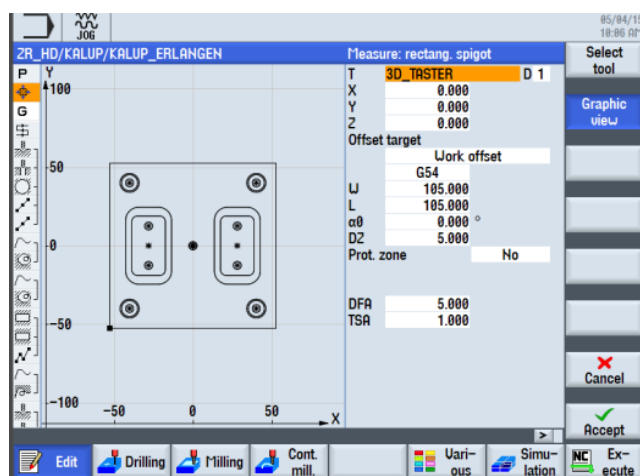 JOG
05/04/15
10:06 AM
ZR_HD/KALUP/KALUP_ERLANGEN
Measure: rectang. spigot
Select
tool
P
Y
T 3D_TASTER D 1
100
X 0.000
G
Y 0.000
Graphic
view
Z 0.000
Offset target
50
Work offset
G54
W 105.000
L 105.000
0
α0 0.000 °
DZ 5.000
Prot. zone No
-50
DFA 5.000
TSA 1.000
Cancel
-100
-50 0 50 X
Accept
>
Edit
Drilling
Milling
Cont.
mill.
Vari-
ous
Simu-
lation
NC Ex-
ecute